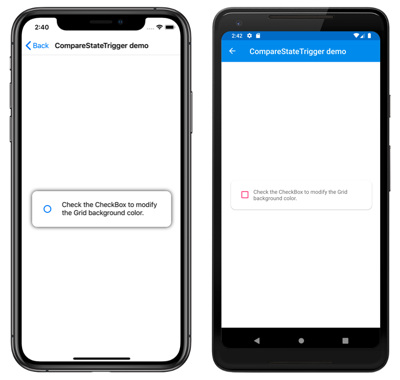 2:40
Back CompareStateTrigger demo
Check the CheckBox to modify
the Grid background color.
2:42
CompareStateTrigger demo
Check the CheckBox to modify the Grid
background color.